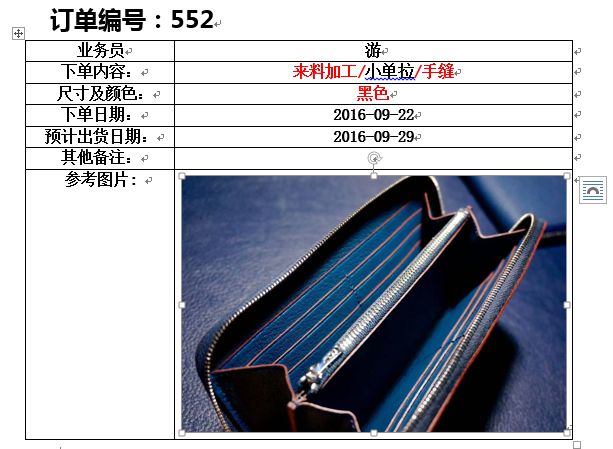 订单编号：552
业务员 游
下单内容： 来料加工/小单拉/手缝
尺寸及颜色： 黑色
下单日期： 2016-09-22
预计出货日期： 2016-09-29
其他备注：
参考图片：